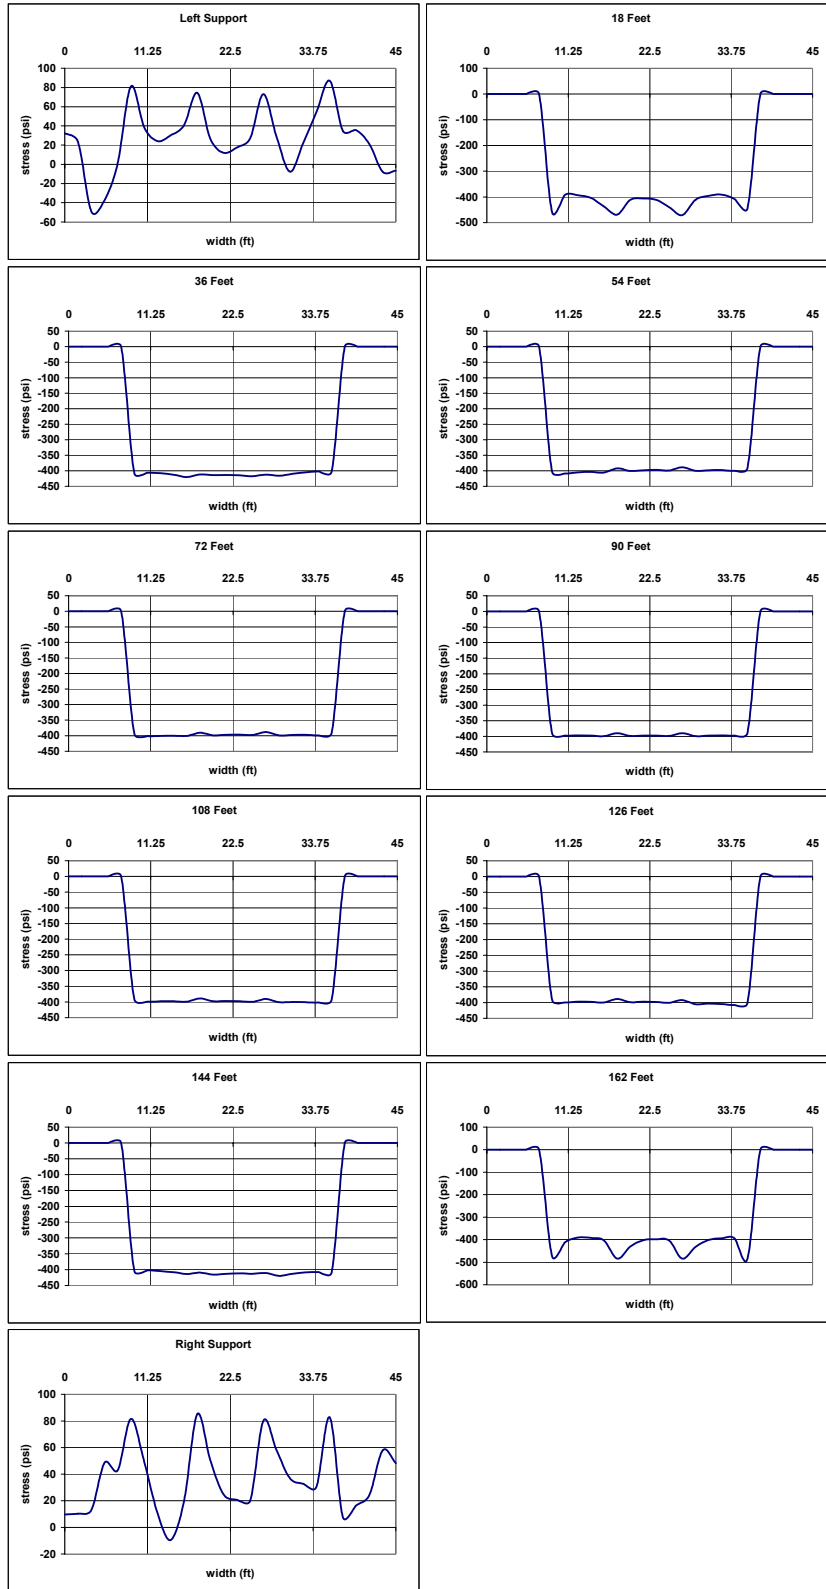 Left Support
0 11.25 22.5 33.75 45
100
80
60
40
20
0
-20
-40
-60
stress (psi)
width (ft)
18 Feet
0 11.25 22.5 33.75 45
100
0
-100
-200
-300
-400
-500
stress (psi)
width (ft)
36 Feet
0 11.25 22.5 33.75 45
50
0
-50
-100
-150
-200
-250
-300
-350
-400
-450
stress (psi)
width (ft)
54 Feet
0 11.25 22.5 33.75 45
50
0
-50
-100
-150
-200
-250
-300
-350
-400
-450
stress (psi)
width (ft)
72 Feet
0 11.25 22.5 33.75 45
50
0
-50
-100
-150
-200
-250
-300
-350
-400
-450
stress (psi)
width (ft)
90 Feet
0 11.25 22.5 33.75 45
50
0
-50
-100
-150
-200
-250
-300
-350
-400
-450
stress (psi)
width (ft)
108 Feet
0 11.25 22.5 33.75 45
50
0
-50
-100
-150
-200
-250
-300
-350
-400
-450
stress (psi)
width (ft)
126 Feet
0 11.25 22.5 33.75 45
50
0
-50
-100
-150
-200
-250
-300
-350
-400
-450
stress (psi)
width (ft)
144 Feet
0 11.25 22.5 33.75 45
50
0
-50
-100
-150
-200
-250
-300
-350
-400
-450
stress (psi)
width (ft)
162 Feet
0 11.25 22.5 33.75 45
100
0
-100
-200
-300
-400
-500
-600
stress (psi)
width (ft)
Right Support
0 11.25 22.5 33.75 45
100
80
60
40
20
0
-20
stress (psi)
width (ft)